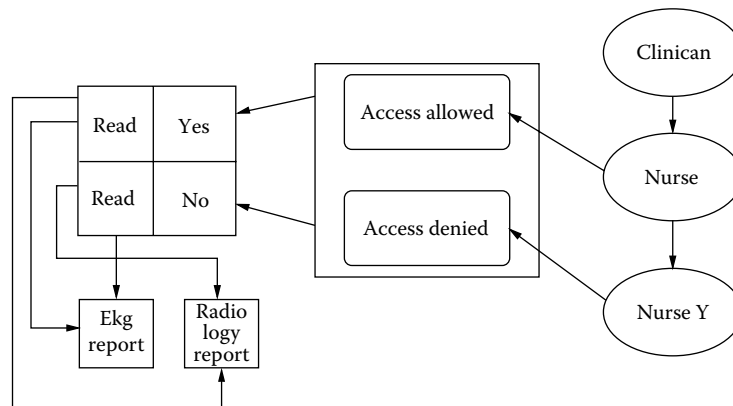 Clinican
Read
Yes
Access allowed
Nurse
Read
No
Access denied
Ekg
report
Radio
logy
report
Nurse Y